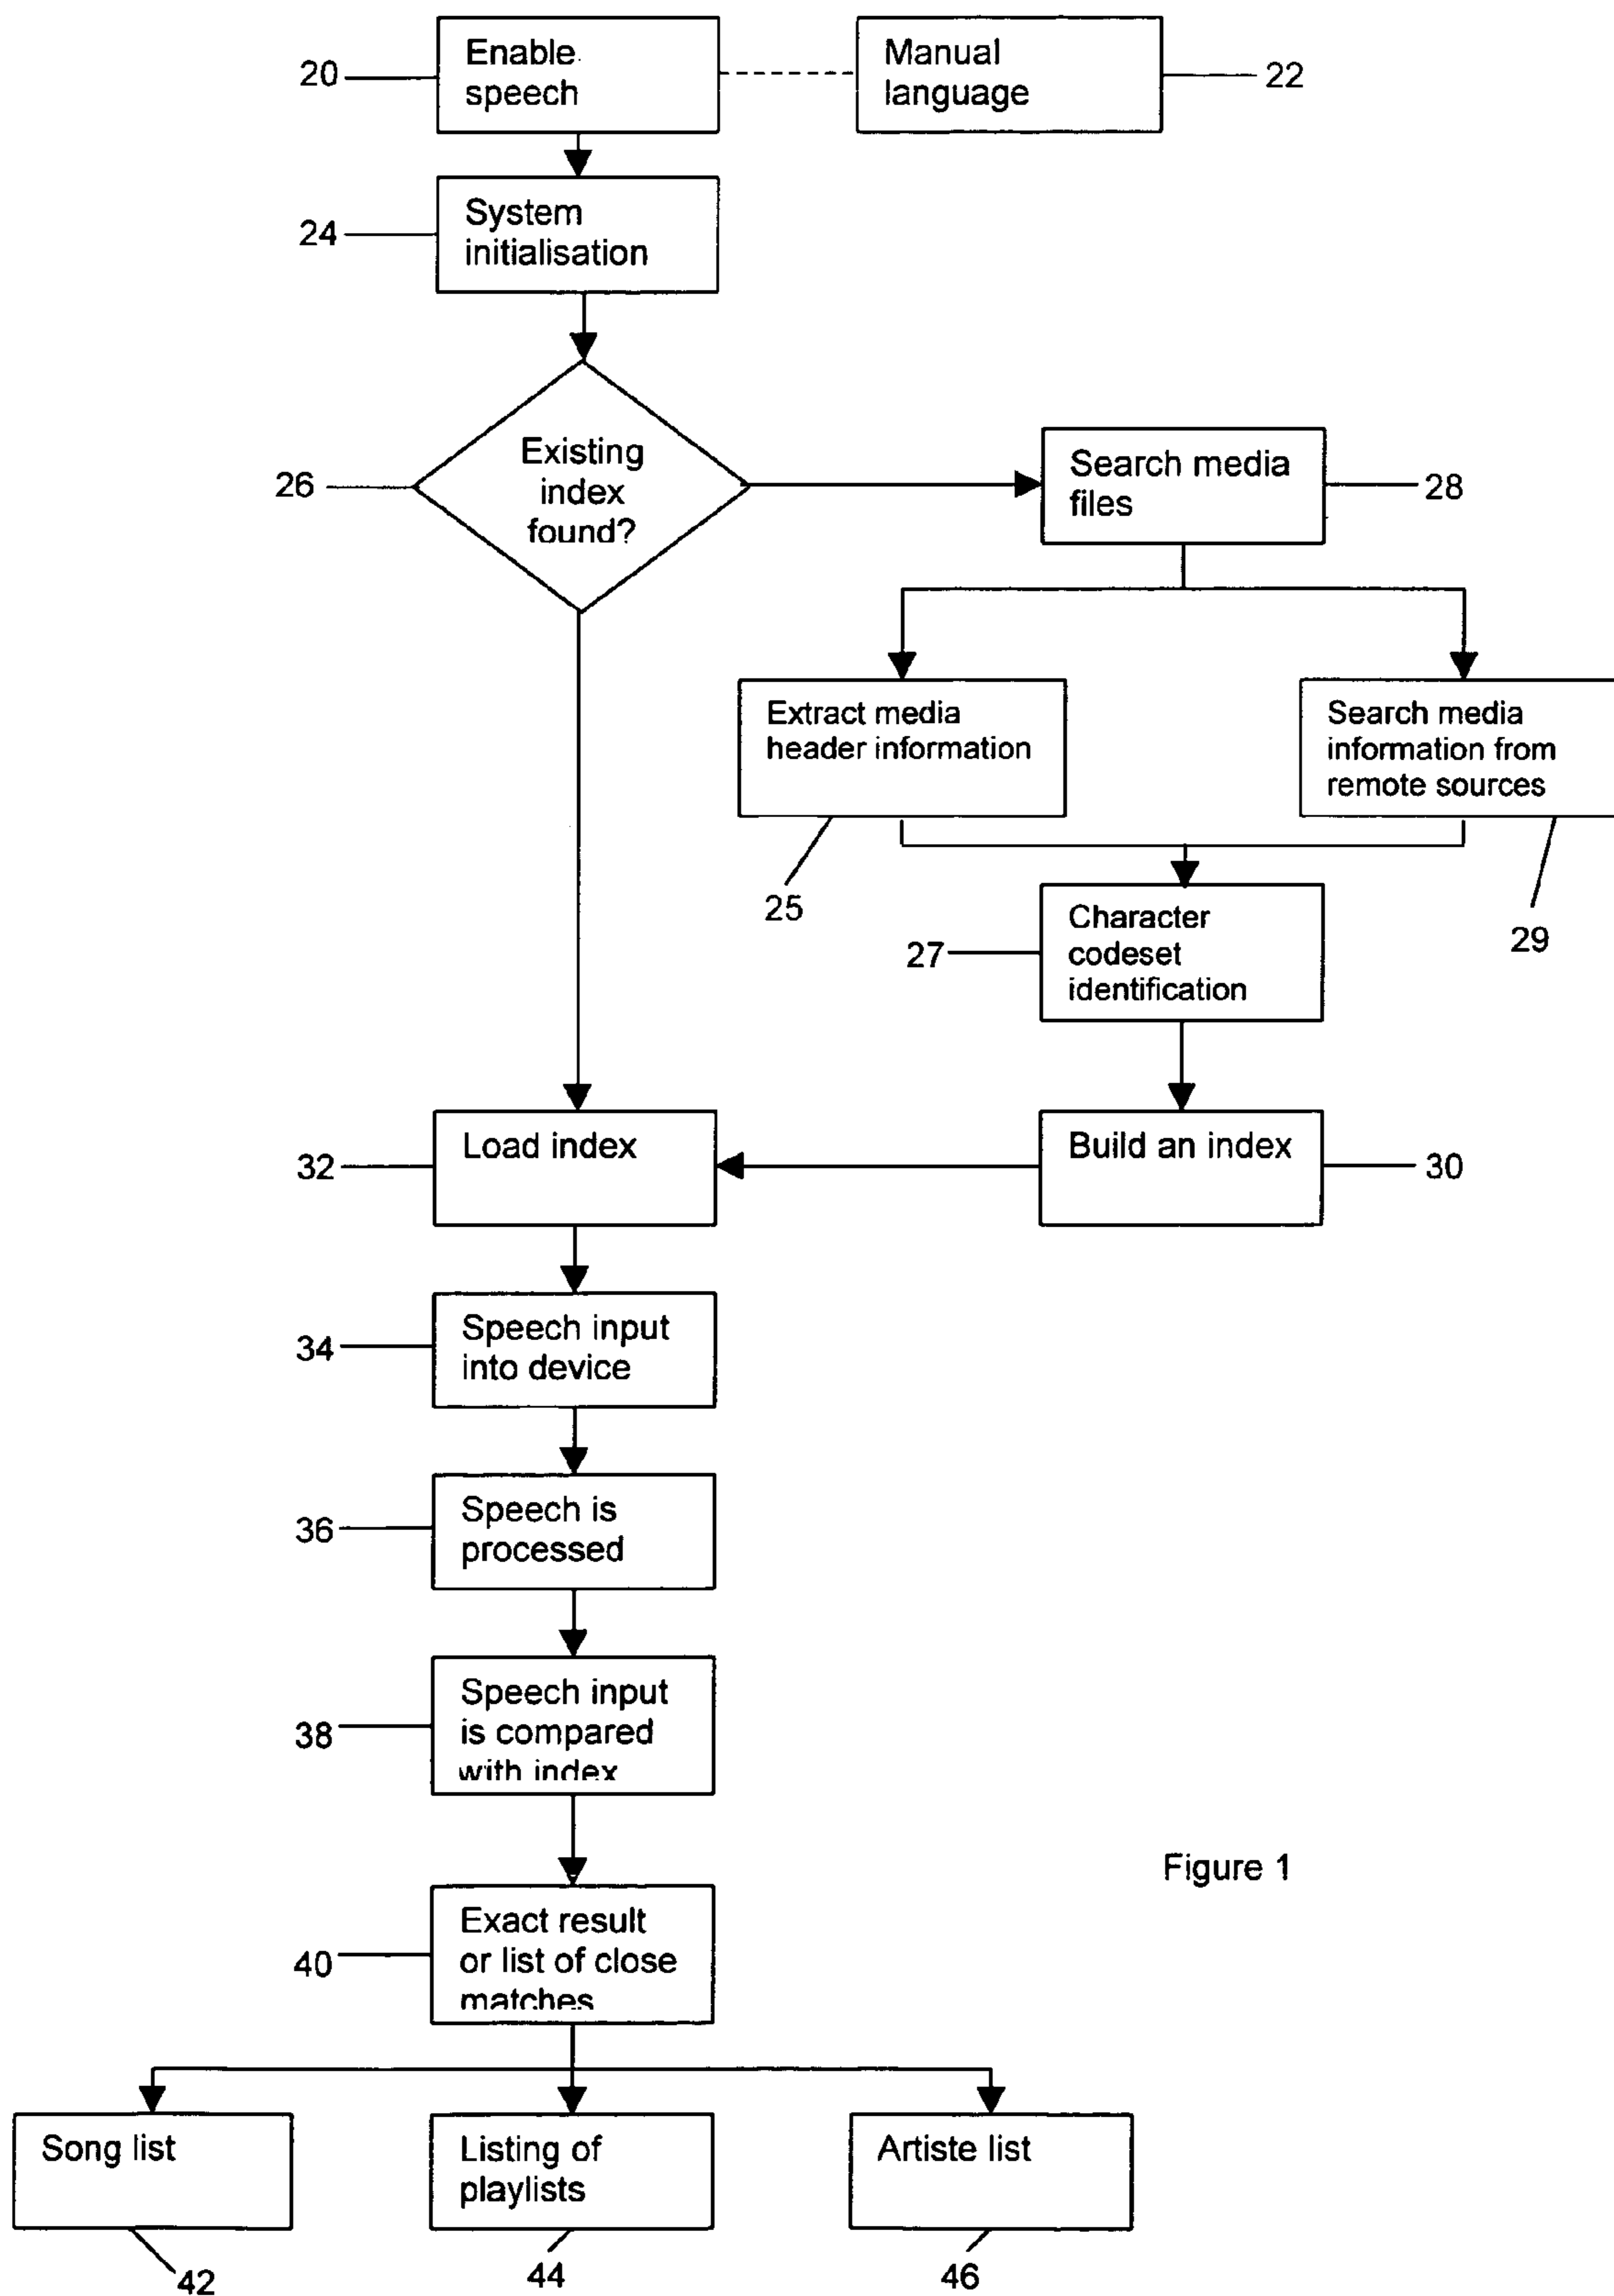 Enable
speech
Manual
language
20
22
System
initialisation
24
Existing
index
found?
26
Search media
files
28
Extract media
header information
Search media
information from
remote sources
25
29
Character
codeset
identification
27
Load index
32
Build an index
30
Speech input
into device
34
Speech is
processed
36
Speech input
is compared
with index
38
Figure 1
Exact result
or list of close
matches
40
Song list
Listing of
playlists
Artiste list
42
44
46